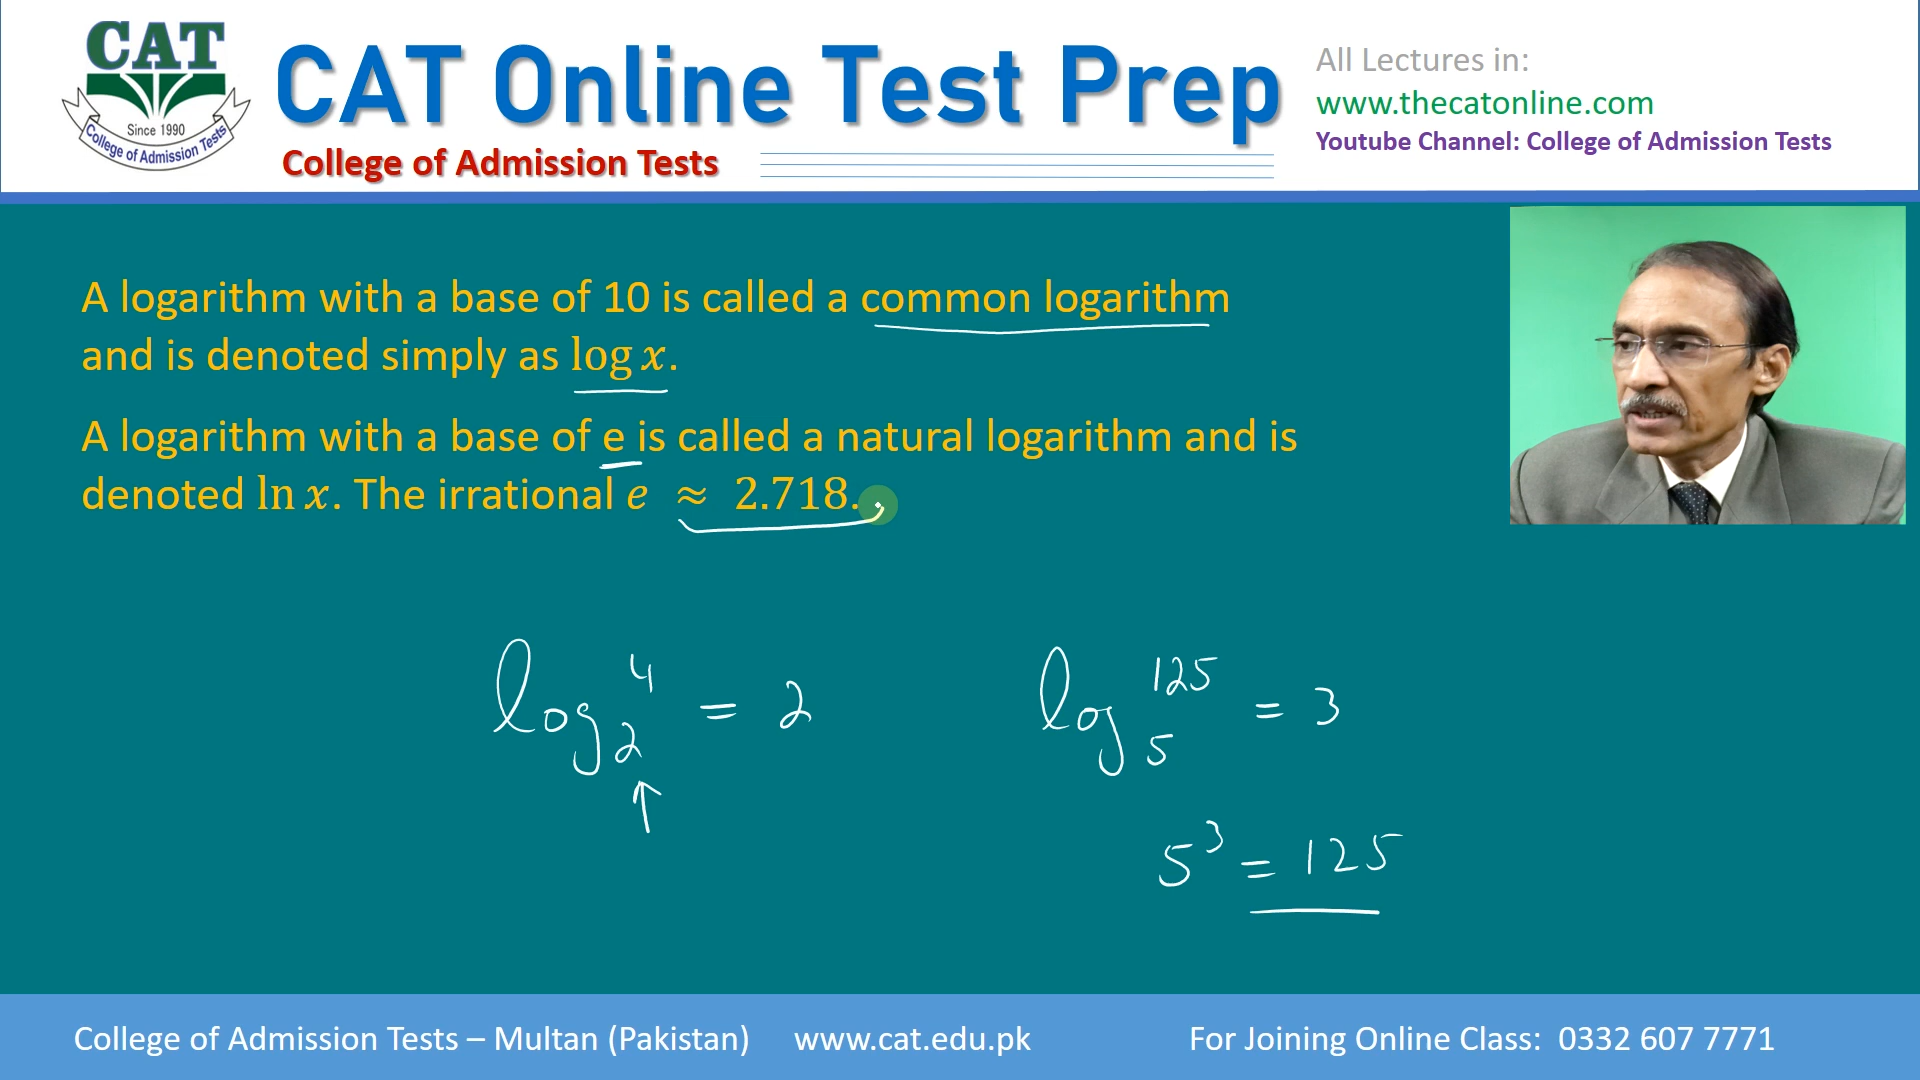 CAT
Since 1990
College of Admission Tests
CAT Online Test Prep
College of Admission Tests
All Lectures in:
www.thecatonline.com
Youtube Channel: College of Admission Tests
A logarithm with a base of 10 is called a common logarithm
and is denoted simply as log x.
A logarithm with a base of e is called a natural logarithm and is
denoted ln x. The irrational e ≈ 2.718.
log₂⁴ = 2
log₅¹²⁵ = 3
5³ = 125
College of Admission Tests – Multan (Pakistan) www.cat.edu.pk For Joining Online Class: 0332 607 7771